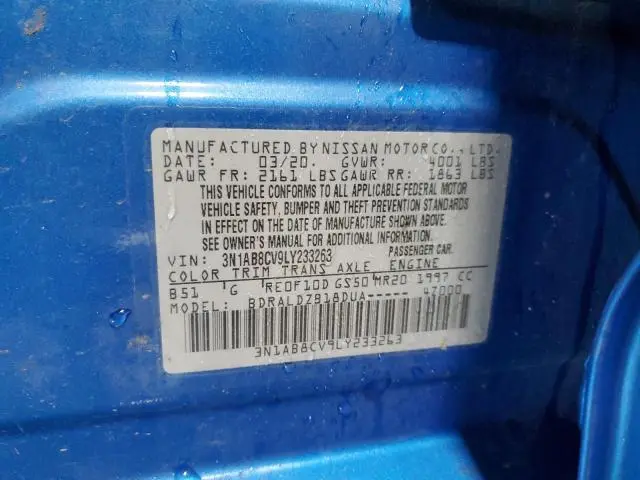 MANUFACTURED BY NISSAN MOTOR CO., LTD.
DATE: 03/20. GVWR: 4001 LBS
GAWR FR: 2161 LBS GAWR RR: 1863 LBS
THIS VEHICLE CONFORMS TO ALL APPLICABLE FEDERAL MOTOR
VEHICLE SAFETY, BUMPER AND THEFT PREVENTION STANDARDS
IN EFFECT ON THE DATE OF MANUFACTURE SHOWN ABOVE.
SEE OWNER'S MANUAL FOR ADDITIONAL INFORMATION.
VIN: 3N1AB8CV9LY233263 PASSENGER CAR.
COLOR TRIM TRANS AXLE ENGINE
B51 G RE0F10D GS50 MR20 1997 CC
MODEL: BDRALDZB18DUA----- 47000
3N1AB8CV9LY233263